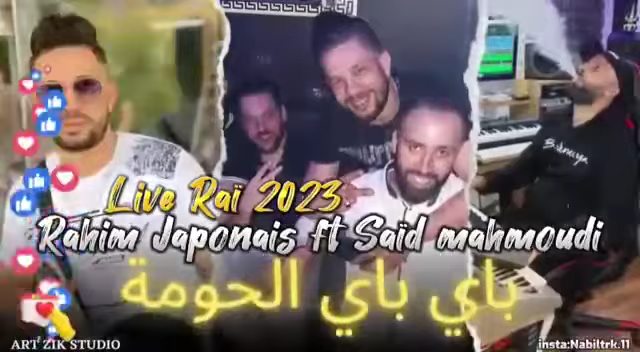 Live Raï 2023
Rahim Japonais ft Saïd mahmoudi
باي باي الحومة
ART ZIK STUDIO
insta:Nabiltrk.11